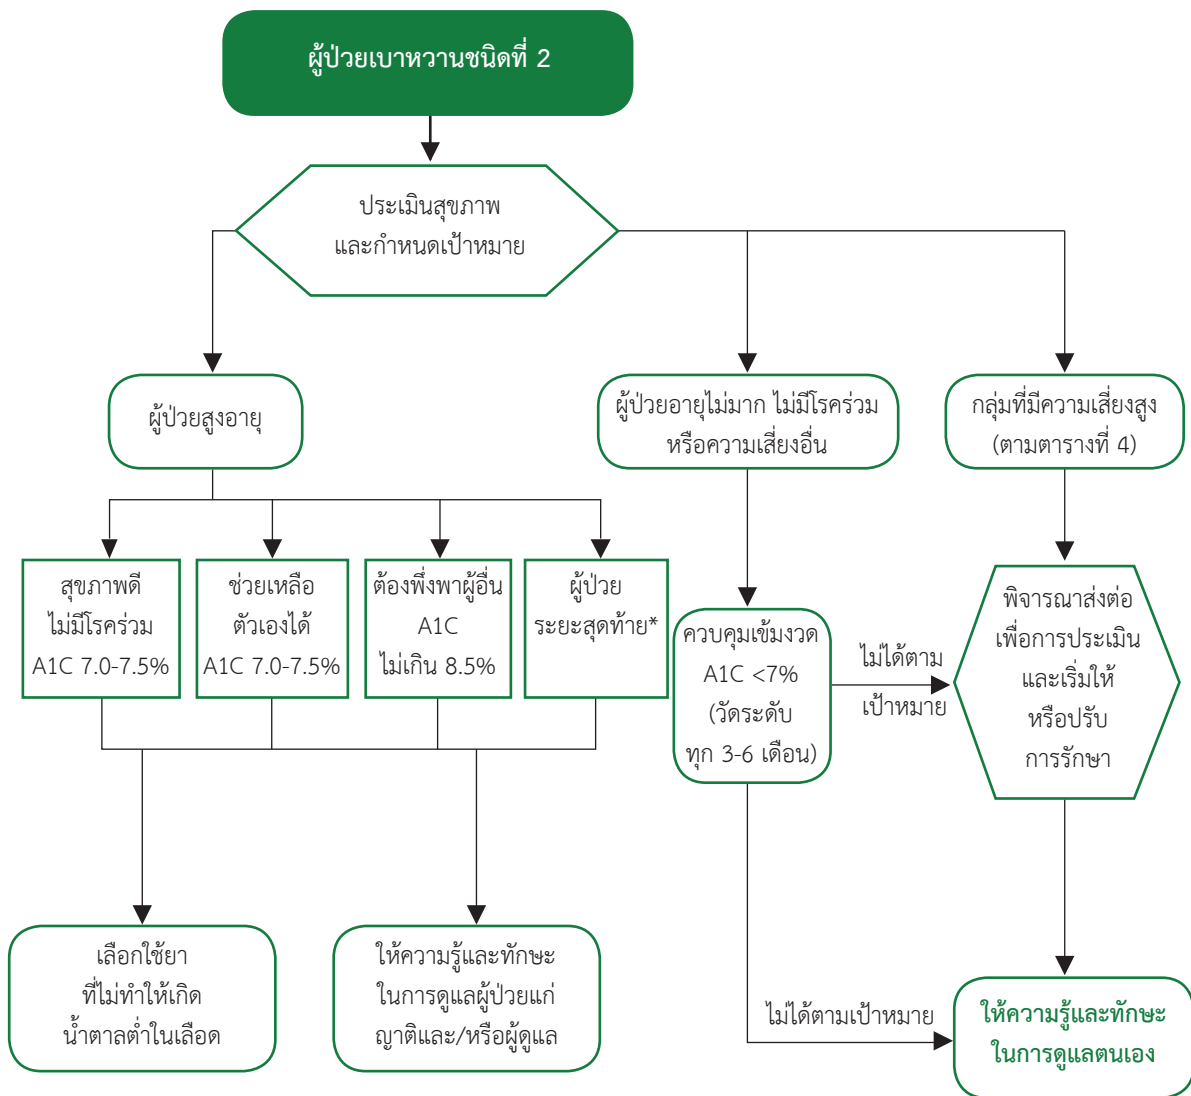 ผู้ป่วยเบาหวานชนิดที่ 2
ประเมินสุขภาพ
และกำหนดเป้าหมาย
ผู้ป่วยสูงอายุ
ผู้ป่วยอายุไม่มาก ไม่มีโรคร่วม
หรือความเสี่ยงอื่น
กลุ่มที่มีความเสี่ยงสูง
(ตามตารางที่ 4)
สุขภาพดี
ไม่มีโรคร่วม
A1C 7.0-7.5%
ช่วยเหลือ
ตัวเองได้
A1C 7.0-7.5%
ต้องพึ่งพาผู้อื่น
A1C
ไม่เกิน 8.5%
ผู้ป่วย
ระยะสุดท้าย*
ควบคุมเข้มงวด
A1C <7%
(วัดระดับ
ทุก 3-6 เดือน)
ไม่ได้ตาม
เป้าหมาย
พิจารณาส่งต่อ
เพื่อการประเมิน
และเริ่มให้
หรือปรับ
การรักษา
เลือกใช้ยา
ที่ไม่ทำให้เกิด
น้ำตาลต่ำในเลือด
ให้ความรู้และทักษะ
ในการดูแลผู้ป่วยแก่
ญาติและ/หรือผู้ดูแล
ไม่ได้ตามเป้าหมาย
ให้ความรู้และทักษะ
ในการดูแลตนเอง